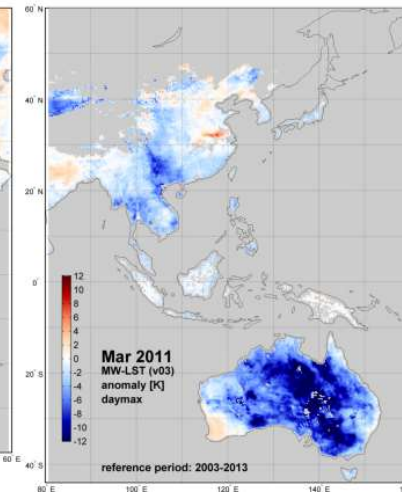 60° N
40° N
20° N
0°
20° S
40° S
12
10
8
6
4
2
0
-2
-4
-6
-8
-10
-12
Mar 2011
MW-LST (v03)
anomaly [K]
daymax
reference period: 2003-2013
60 E
80° E
100° E
120° E
140° E